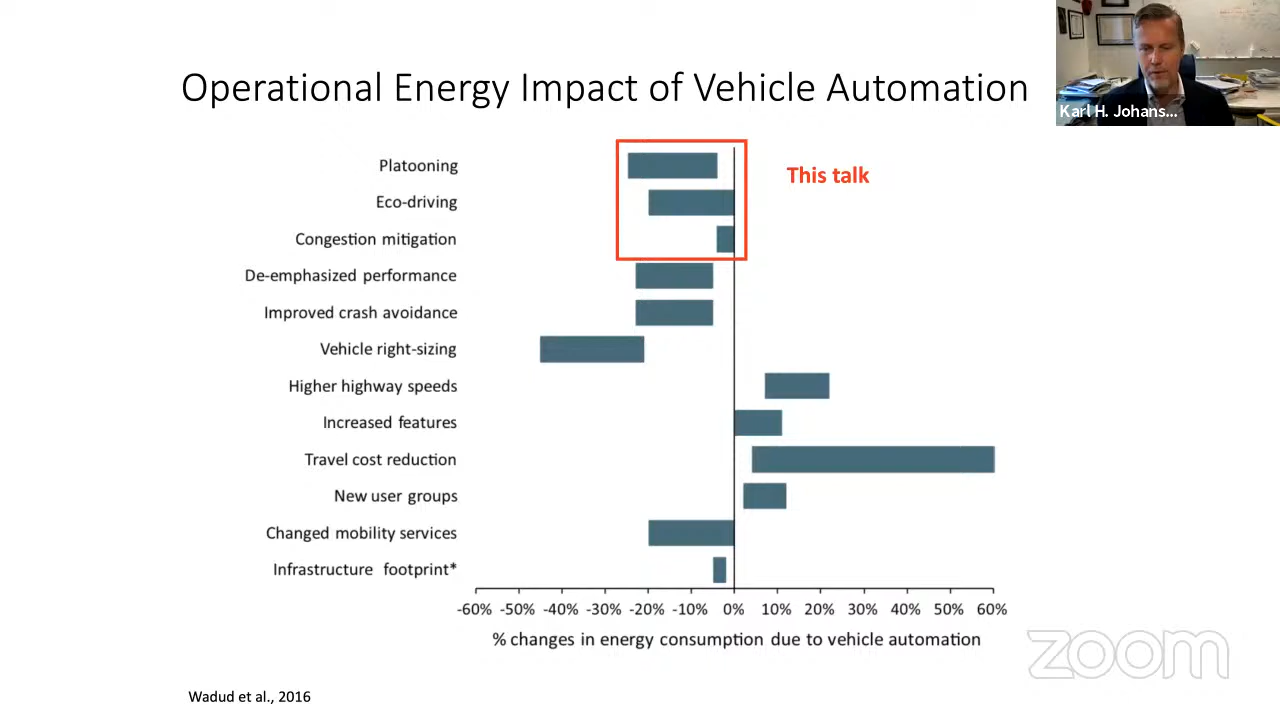 Operational Energy Impact of Vehicle Automation
Karl H. Johans...
This talk
Platooning
Eco-driving
Congestion mitigation
De-emphasized performance
Improved crash avoidance
Vehicle right-sizing
Higher highway speeds
Increased features
Travel cost reduction
New user groups
Changed mobility services
Infrastructure footprint*
-60% -50% -40% -30% -20% -10% 0% 10% 20% 30% 40% 50% 60%
% changes in energy consumption due to vehicle automation
zoom
Wadud et al., 2016